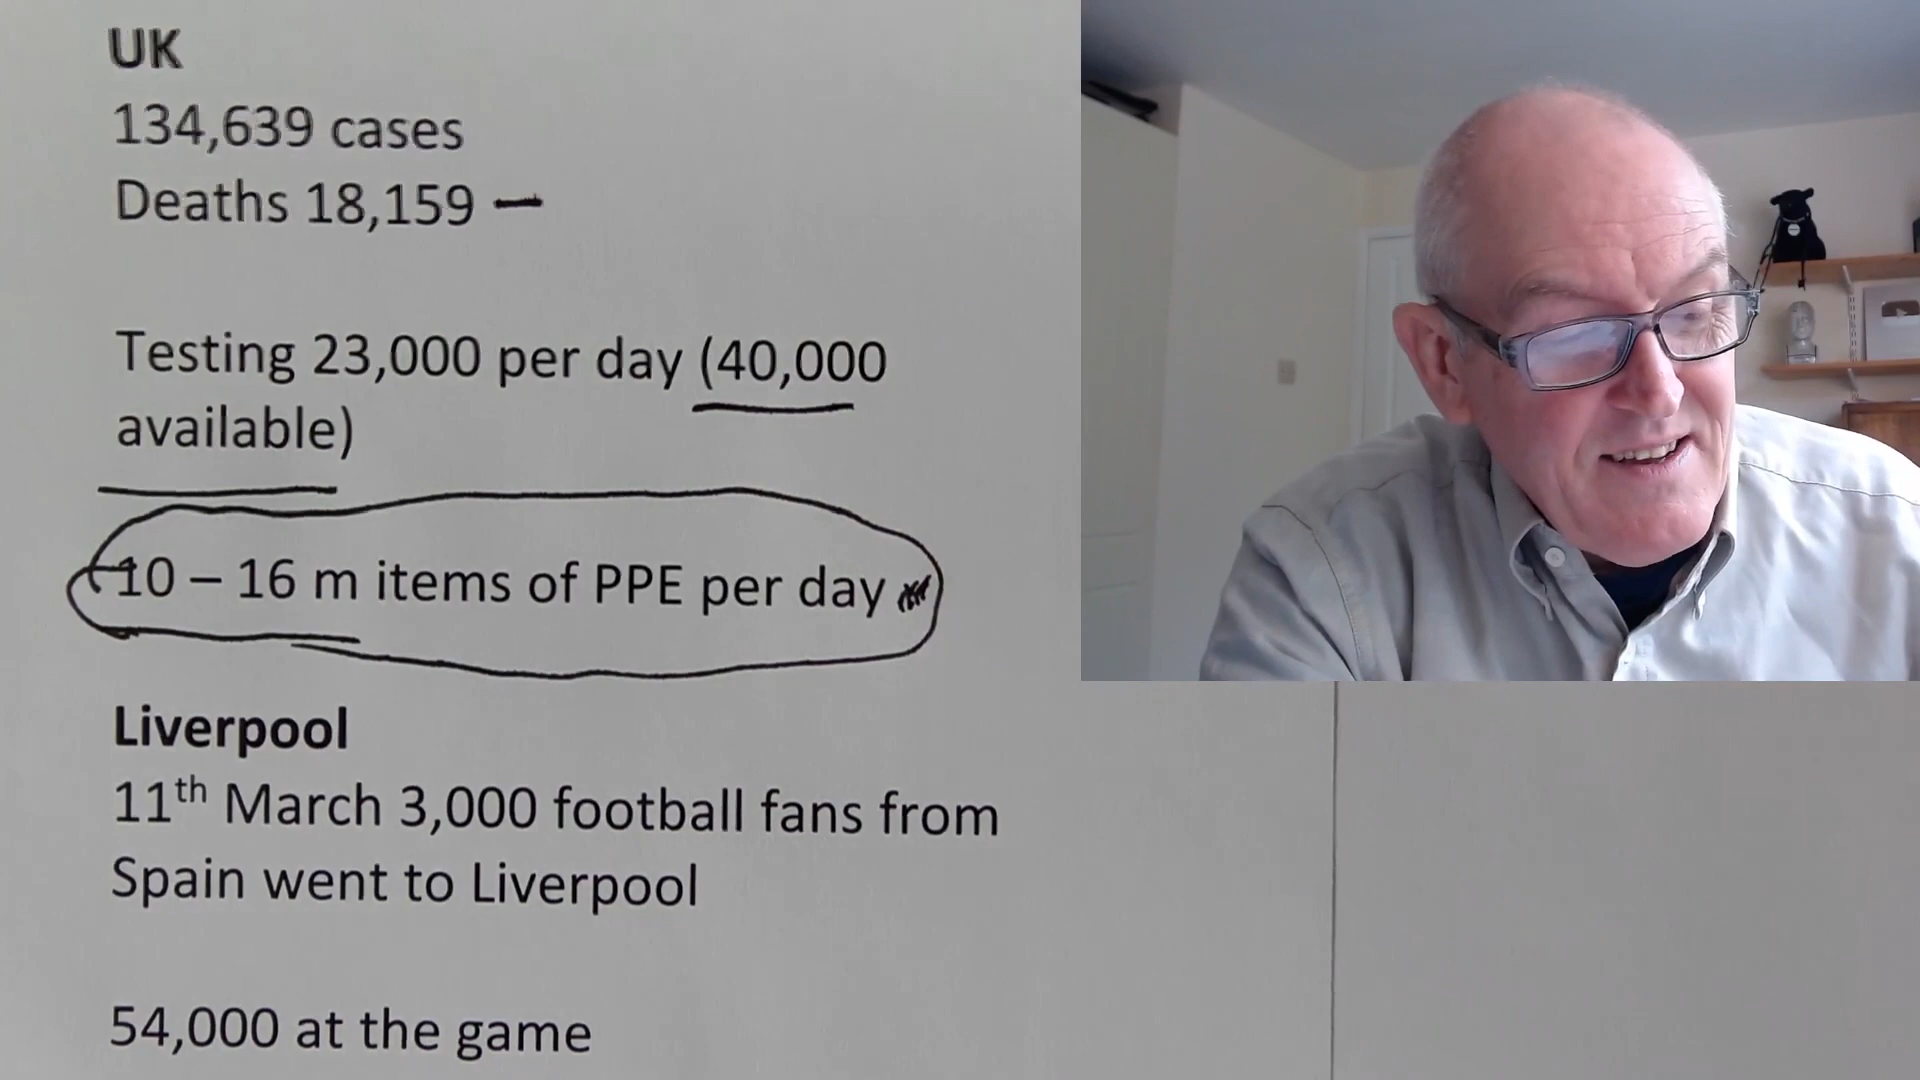 UK
134,639 cases
Deaths 18,159
Testing 23,000 per day (40,000
available)
10 – 16 m items of PPE per day
Liverpool
11th March 3,000 football fans from
Spain went to Liverpool
54,000 at the game